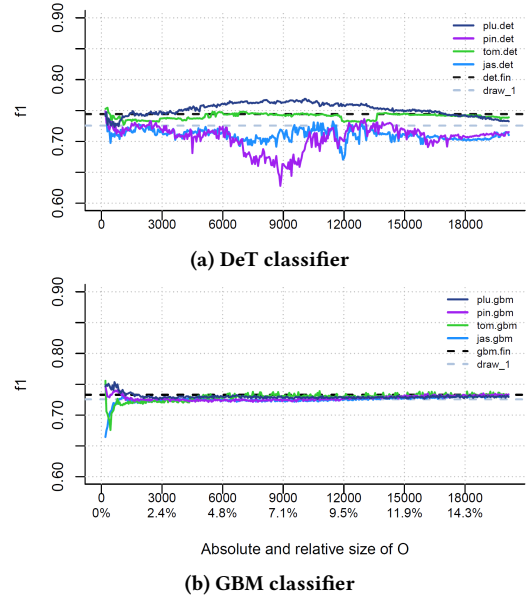 0.90
0.80
0.70
0.60
f1
plu.det
pin.det
tom.det
jas.det
det.fin
draw_1
0 3000 6000 9000 12000 15000 18000
(a) DeT classifier
0.90
0.80
0.70
0.60
f1
plu.gbm
pin.gbm
tom.gbm
jas.gbm
gbm.fin
draw_1
0 3000 6000 9000 12000 15000 18000
0% 2.4% 4.8% 7.1% 9.5% 11.9% 14.3%
Absolute and relative size of O
(b) GBM classifier